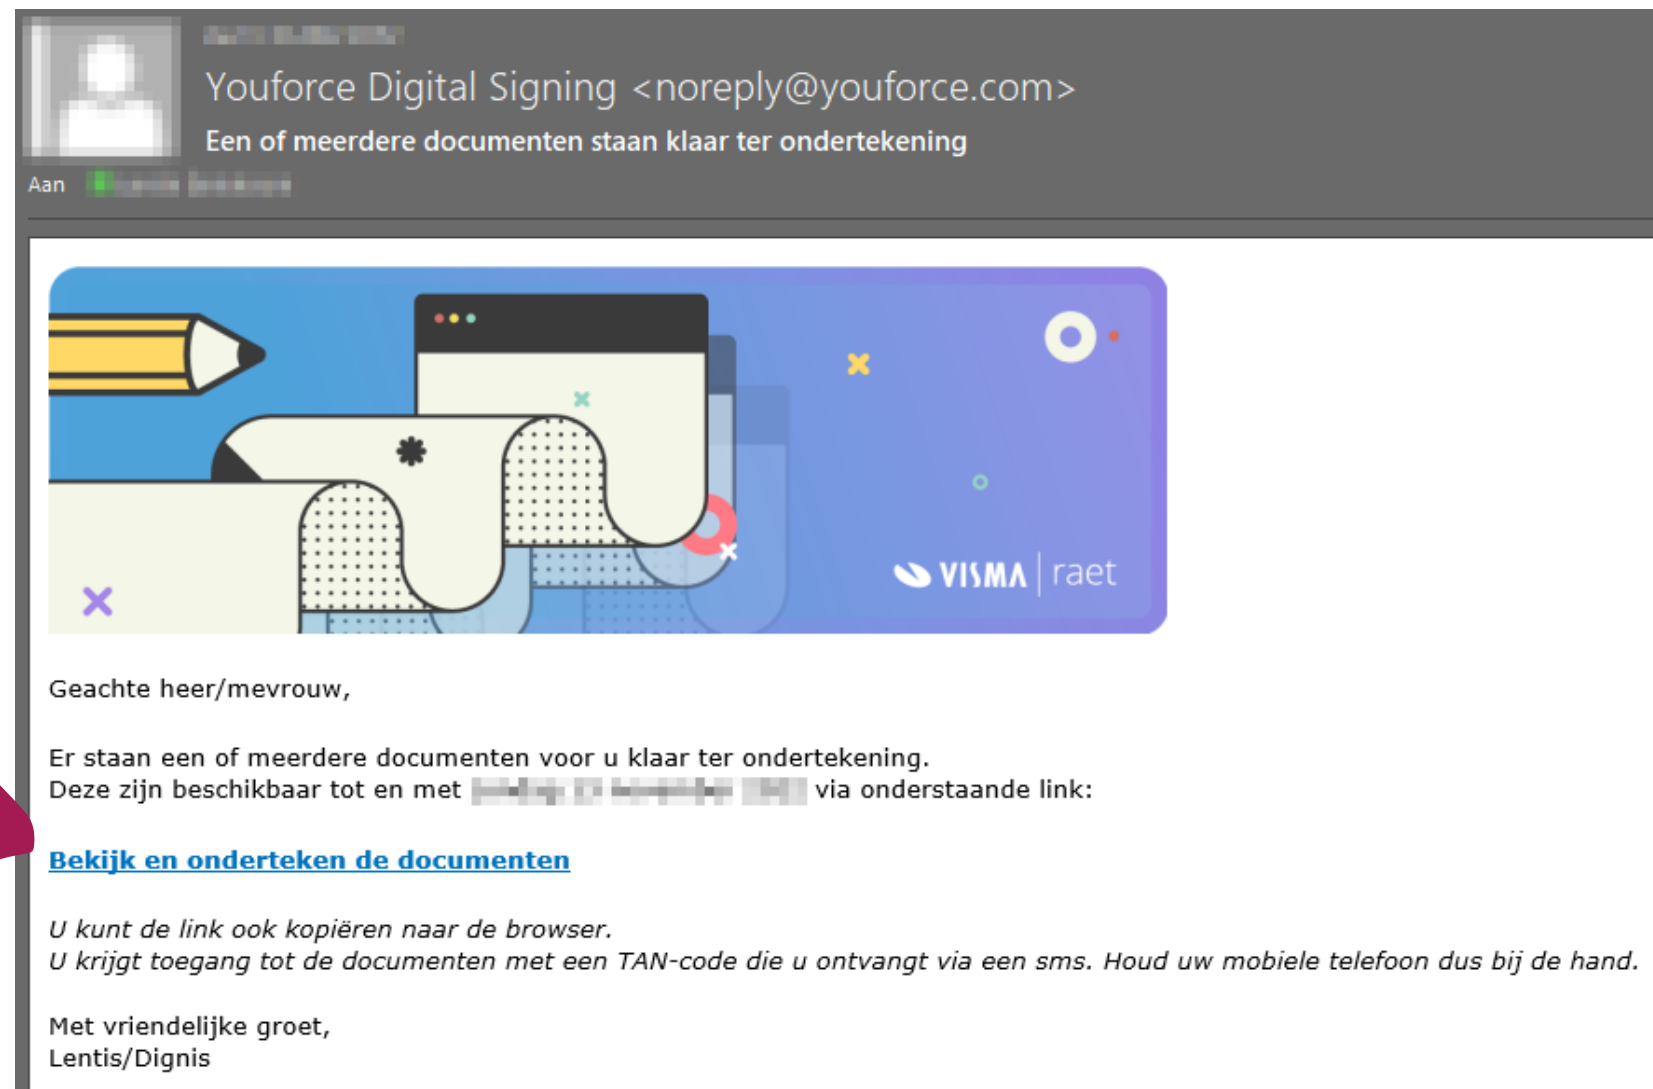 Youforce Digital Signing <noreply@youforce.com>
Een of meerdere documenten staan klaar ter ondertekening
Aan
VISMA | raet
Geachte heer/mevrouw,
Er staan een of meerdere documenten voor u klaar ter ondertekening.
Deze zijn beschikbaar tot en met via onderstaande link:
Bekijk en onderteken de documenten
U kunt de link ook kopiëren naar de browser.
U krijgt toegang tot de documenten met een TAN-code die u ontvangt via een sms. Houd uw mobiele telefoon dus bij de hand.
Met vriendelijke groet,
Lentis/Dignis